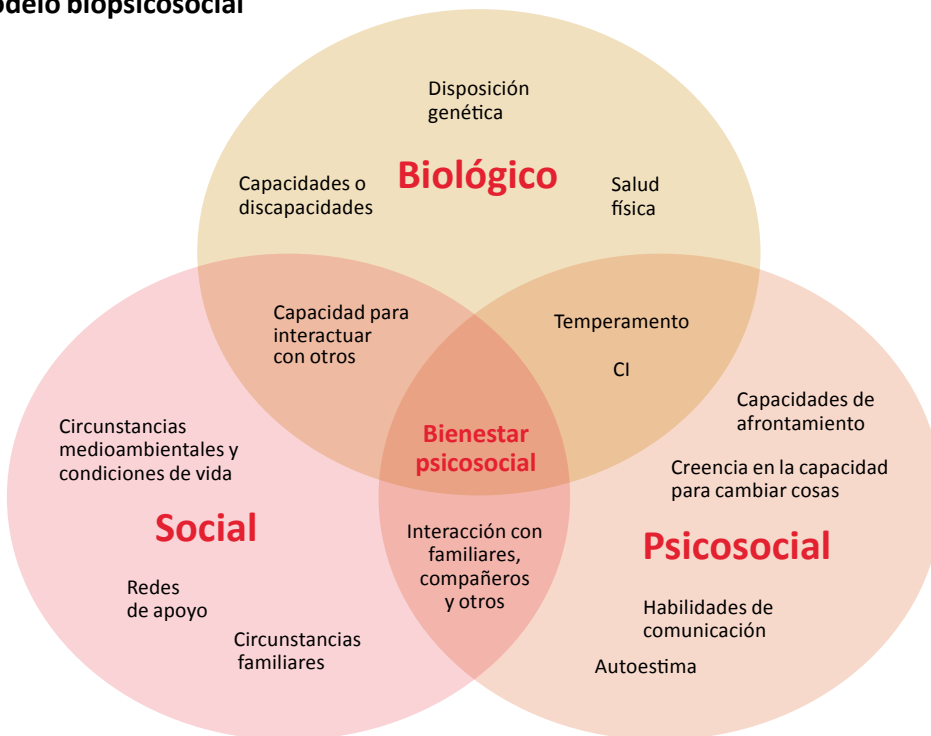 odelo biopsicosocial
Disposición
genética
Biológico
Capacidades o
discapacidades
Salud
física
Capacidad para
interactuar
con otros
Temperamento
CI
Circunstancias
medioambientales y
condiciones de vida
Bienestar
psicosocial
Capacidades de
afrontamiento
Creencia en la capacidad
para cambiar cosas
Social
Interacción con
familiares,
compañeros
y otros
Psicosocial
Redes
de apoyo
Circunstancias
familiares
Habilidades de
comunicación
Autoestima